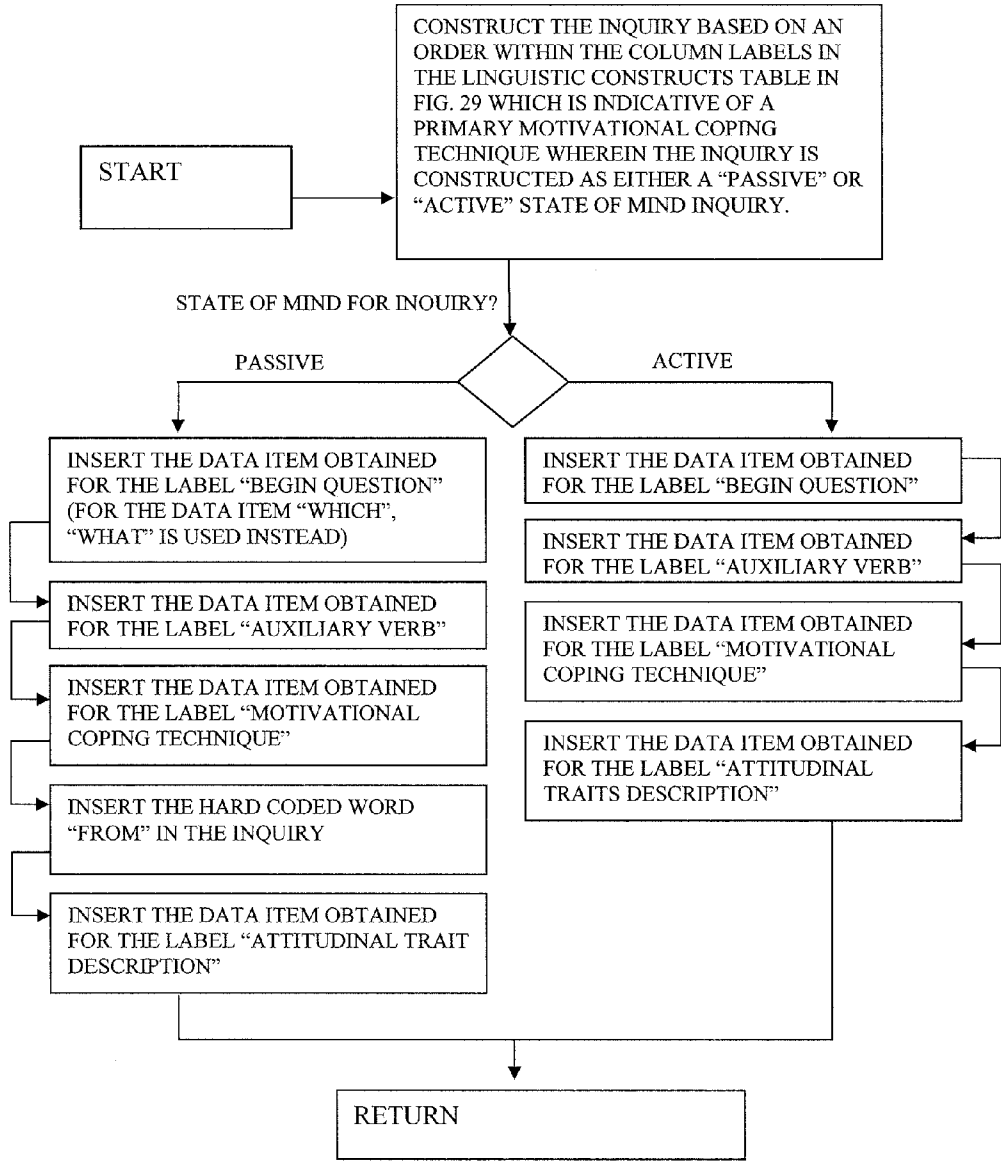 START
CONSTRUCT THE INQUIRY BASED ON AN
ORDER WITHIN THE COLUMN LABELS IN
THE LINGUISTIC CONSTRUCTS TABLE IN
FIG. 29 WHICH IS INDICATIVE OF A
PRIMARY MOTIVATIONAL COPING
TECHNIQUE WHEREIN THE INQUIRY IS
CONSTRUCTED AS EITHER A “PASSIVE” OR
“ACTIVE” STATE OF MIND INQUIRY.
STATE OF MIND FOR INOUIRY?
PASSIVE
ACTIVE
INSERT THE DATA ITEM OBTAINED
FOR THE LABEL “BEGIN QUESTION”
(FOR THE DATA ITEM “WHICH”,
“WHAT” IS USED INSTEAD)
INSERT THE DATA ITEM OBTAINED
FOR THE LABEL “AUXILIARY VERB”
INSERT THE DATA ITEM OBTAINED
FOR THE LABEL “MOTIVATIONAL
COPING TECHNIQUE”
INSERT THE HARD CODED WORD
“FROM” IN THE INQUIRY
INSERT THE DATA ITEM OBTAINED
FOR THE LABEL “ATTITUDINAL TRAIT
DESCRIPTION”
INSERT THE DATA ITEM OBTAINED
FOR THE LABEL “BEGIN QUESTION”
INSERT THE DATA ITEM OBTAINED
FOR THE LABEL “AUXILIARY VERB”
INSERT THE DATA ITEM OBTAINED
FOR THE LABEL “MOTIVATIONAL
COPING TECHNIQUE”
INSERT THE DATA ITEM OBTAINED
FOR THE LABEL “ATTITUDINAL
TRAITS DESCRIPTION”
RETURN